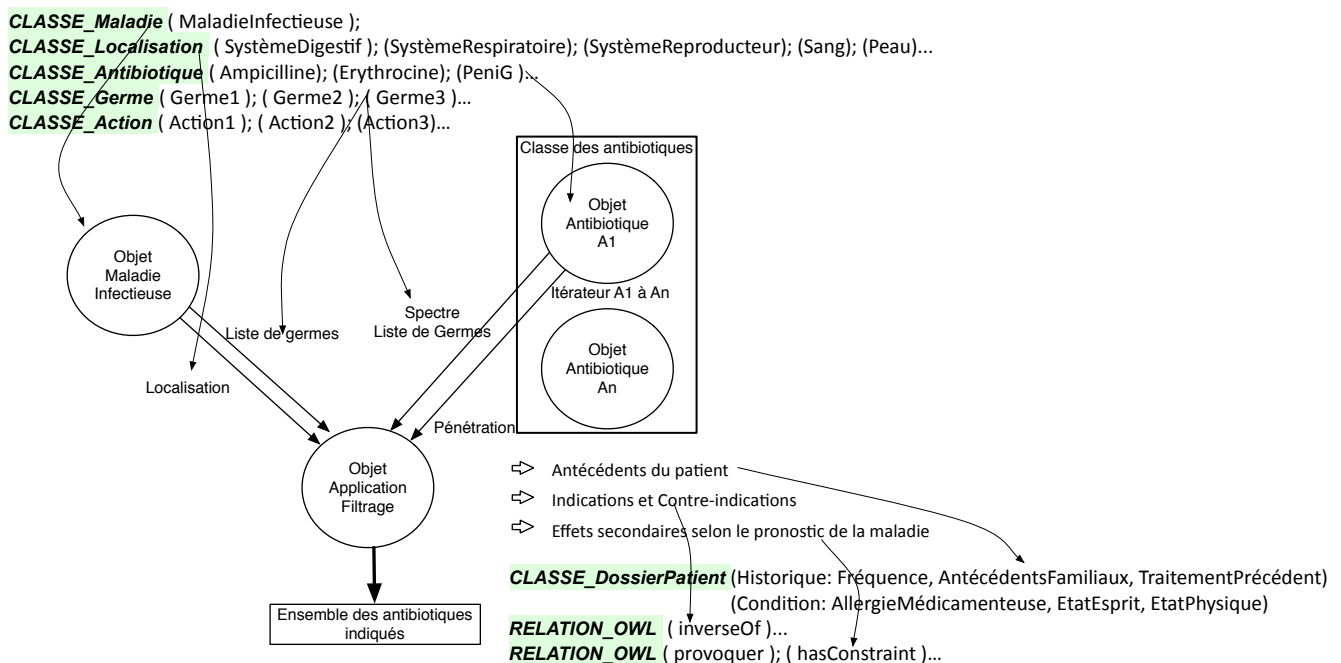 CLASSE_Maladie ( MaladieInfectieuse );
CLASSE_Localisation ( SystèmeDigestif ); (SystèmeRespiratoire); (SystèmeReproducteur); (Sang); (Peau)...
CLASSE_Antibiotique ( Ampicilline); (Erythrocine); (PeniG )...
CLASSE_Germe ( Germe1 ); ( Germe2 ); ( Germe3 )...
CLASSE_Action ( Action1 ); ( Action2 ); (Action3)...
Classe des antibiotiques
Objet
Antibiotique
A1
Objet
Maladie
Infectieuse
Itérateur A1 à An
Spectre
Liste de Germes
Liste de germes
Objet
Antibiotique
An
Localisation
Pénétration
Objet
Application
Filtrage
Antécédents du patient
Indications et Contre-indications
Effets secondaires selon le pronostic de la maladie
CLASSE_DossierPatient (Historique: Fréquence, AntécédentsFamiliaux, TraitementPrécédent)
(Condition: AllergieMédicamenteuse, EtatEsprit, EtatPhysique)
Ensemble des antibiotiques
indiqués
RELATION_OWL ( inverseOf )...
RELATION_OWL ( provoquer ); ( hasConstraint )...